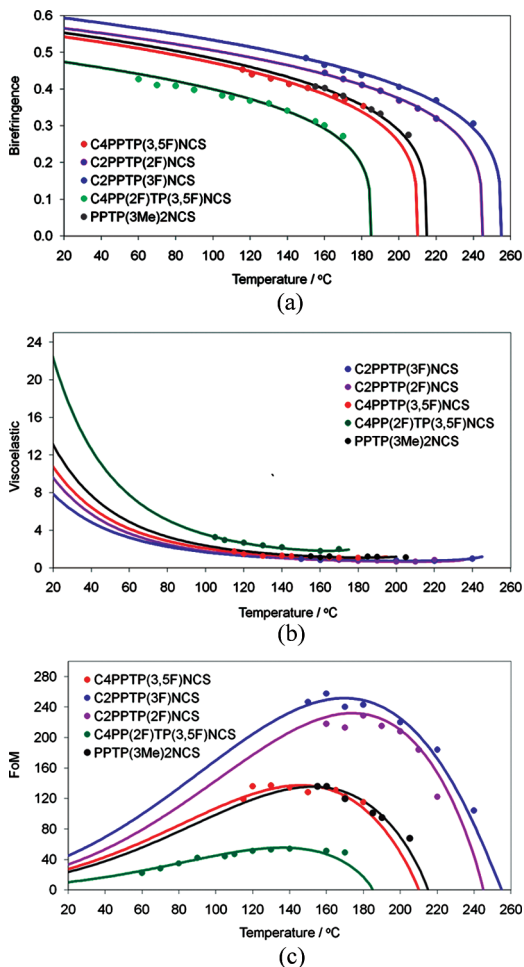 0.6
0.5
0.4
0.3
0.2
0.1
0.0
Birefringence
C4PPTP(3,5F)NCS
C2PPTP(2F)NCS
C2PPTP(3F)NCS
C4PP(2F)TP(3,5F)NCS
PPTP(3Me)2NCS
20 40 60 80 100 120 140 160 180 200 220 240 260
Temperature / ºC
(a)
24
20
16
12
8
4
0
Viscoelastic
C2PPTP(3F)NCS
C2PPTP(2F)NCS
C4PPTP(3,5F)NCS
C4PP(2F)TP(3,5F)NCS
PPTP(3Me)2NCS
20 40 60 80 100 120 140 160 180 200 220 240 260
Temperature / ºC
(b)
280
240
200
160
120
80
40
0
FoM
C4PPTP(3,5F)NCS
C2PPTP(3F)NCS
C2PPTP(2F)NCS
C4PP(2F)TP(3,5F)NCS
PPTP(3Me)2NCS
20 40 60 80 100 120 140 160 180 200 220 240 260
Temperature / ºC
(c)